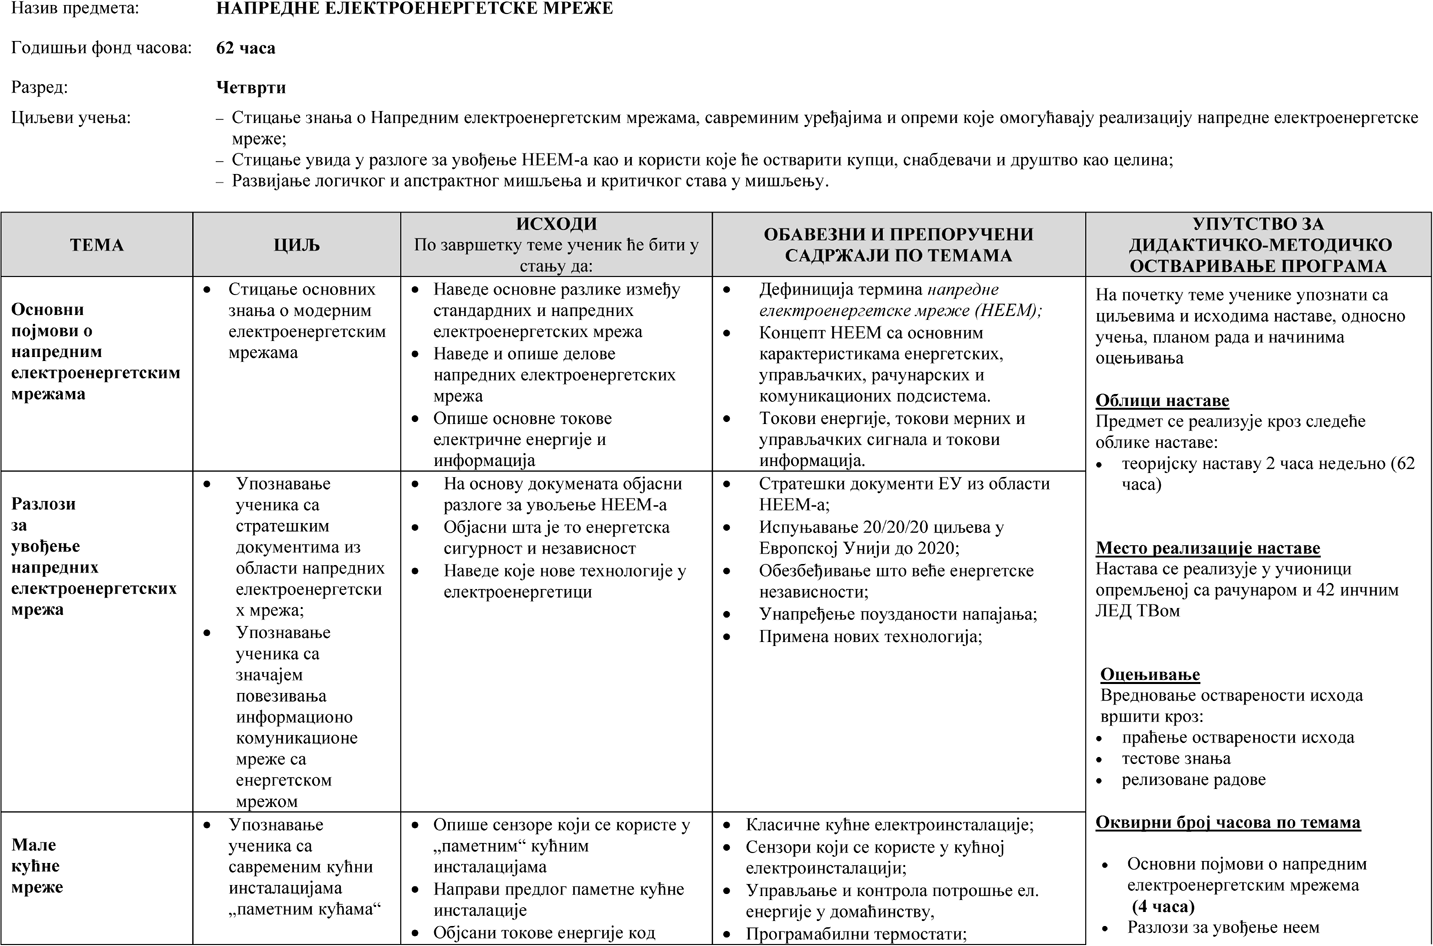 Назив предмета: НАПРЕДНЕ ЕЛЕКТРОЕНЕРГЕТСКЕ МРЕЖЕ
Годишњи фонд часова: 62 часа
Разред: Четврти
Циљеви учења: – Стицање знања о Напредним електроенергетским мрежама, савреминим уређајима и опреми које омогућавају реализацију напредне електроенергетске
мреже;
– Стицање увида у разлоге за увођење НЕЕМ-а као и користи које ће остварити купци, снабдевачи и друштво као целина;
– Развијање логичког и апстрактног мишљења и критичког става у мишљењу.
ТЕМА
ЦИЉ
ИСХОДИ
По завршетку теме ученик ће бити у
стању да:
ОБАВЕЗНИ И ПРЕПОРУЧЕНИ
САДРЖАЈИ ПО ТЕМАМА
УПУТСТВО ЗА
ДИДАКТИЧКО-МЕТОДИЧКО
ОСТВАРИВАЊЕ ПРОГРАМА
Основни
појмови о
напредним
електроенергетским
мрежама
• Стицање основних
знања о модерним
електроенергетским
мрежама
• Наведе основне разлике између
стандардних и напредних
електроенергетских мрежа
• Наведе и опише делове
напредних електроенергетских
мрежа
• Опише основне токове
електричне енергије и
информација
• Дефиниција термина напредне
електроенергетске мреже (НЕЕМ);
• Концепт НЕЕМ са основним
карактеристикама енергетских,
управљачких, рачунарских и
комуникационих подсистема.
• Токови енергије, токови мерних и
управљачких сигнала и токови
информација.
Разлози
за
увођење
напредних
електроенергетских
мрежа
• Упознавање
ученика са
стратешким
документима из
области напредних
електроенергетски
х мрежа;
• Упознавање
ученика са
значајем
повезивања
информационо
комуникационе
мреже са
енергетском
мрежом
• На основу докумената објасни
разлоге за увољење НЕЕМ-а
• Објасни шта је то енергетска
сигурност и независност
• Наведе које нове технологије у
електроенергетици
• Стратешки документи ЕУ из области
НЕЕМ-а;
• Испуњавање 20/20/20 циљева у
Европској Унији до 2020;
• Обезбеђивање што веће енергетске
независности;
• Унапређење поузданости напајања;
• Примена нових технологија;
Мале
кућне
мреже
• Упознавање
ученика са
савременим кућни
инсталацијама
„паметним кућама“
• Опише сензоре који се користе у
„паметним“ кућним
инсталацијама
• Направи предлог паметне кућне
инсталације
• Објсани токове енергије код
• Класичне кућне електроинсталације;
• Сензори који се користе у кућној
електроинсталацији;
• Управљање и контрола потрошње ел.
енергије у домаћинству,
• Програмабилни термостати;
На почетку теме ученике упознати са
циљевима и исходима наставе, односно
учења, планом рада и начинима
оцењивања
Облици наставе
Предмет се реализује кроз следеће
облике наставе:
• теоријску наставу 2 часа недељно (62
часа)
Место реализације наставе
Настава се реализује у учионици
опремљеној са рачунаром и 42 инчним
ЛЕД ТВом
Оцењивање
Вредновање остварености исхода
вршити кроз:
• праћење остварености исхода
• тестове знања
• релизоване радове
Оквирни број часова по темама
• Основни појмови о напредним
електроенергетским мрежема
(4 часа)
• Разлози за увођење неем